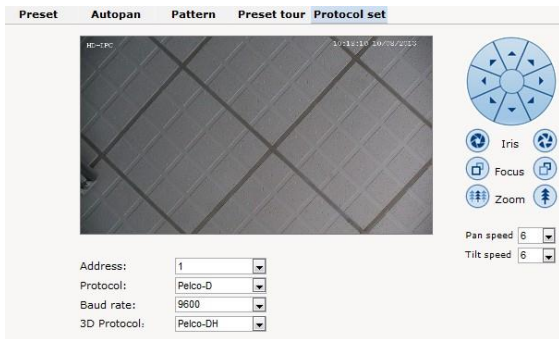 Preset Autopan Pattern Preset tour Protocol set
HD-IPC
Iris
Focus
Zoom
Pan speed 6
Tilt speed 6
Address: 1
Protocol: Pelco-D
Baud rate: 9600
3D Protocol: Pelco-DH